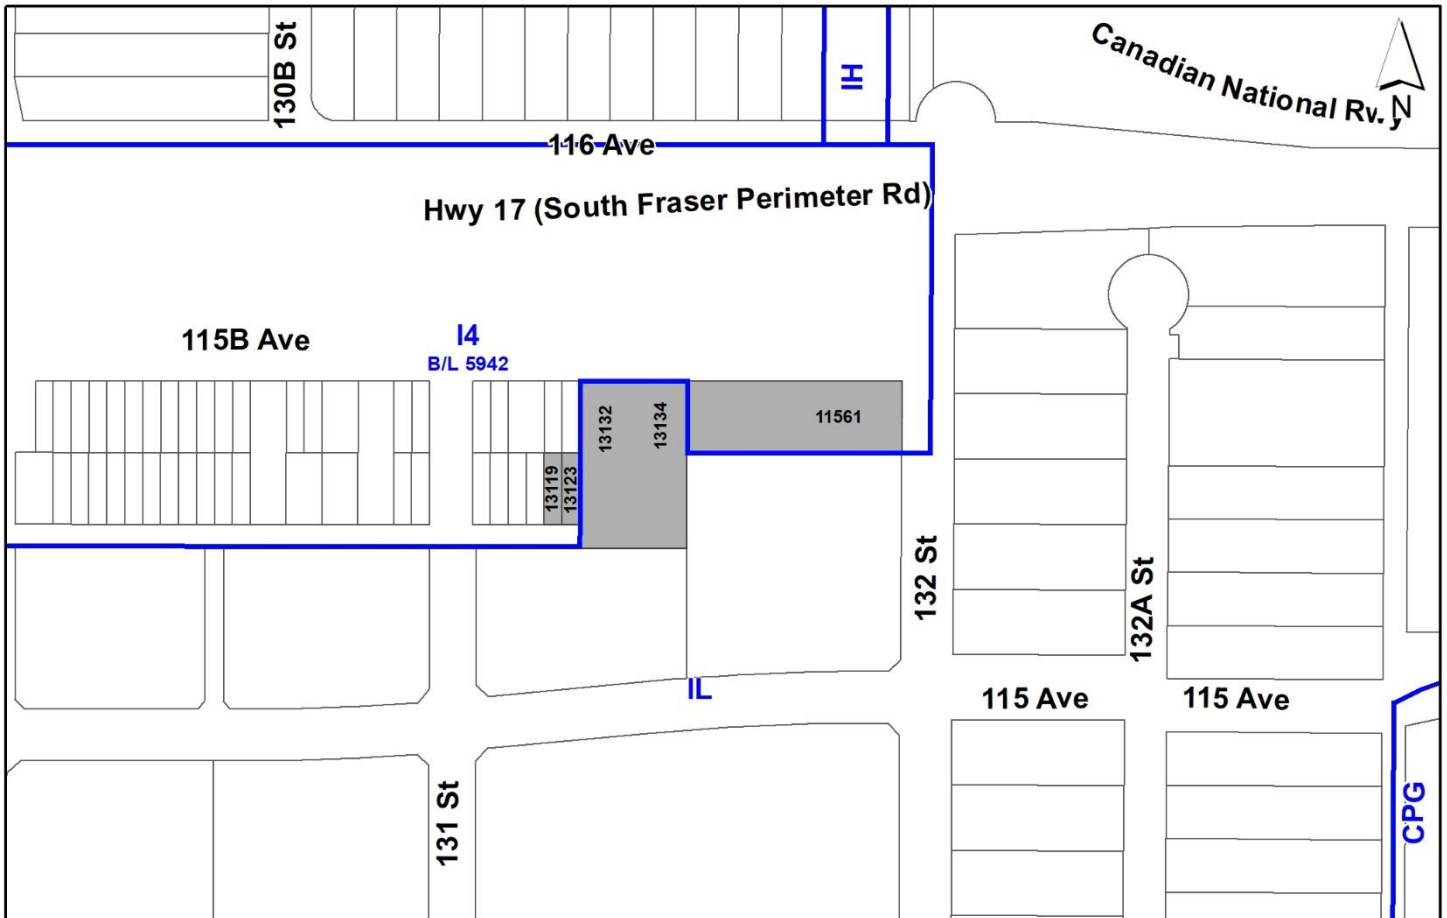 130B St
IH
Canadian National Rwy
N
116 Ave
Hwy 17 (South Fraser Perimeter Rd)
115B Ave
I4
B/L 5942
13132
13134
11561
13119
13123
132 St
132A St
IL
115 Ave
115 Ave
131 St
CPG